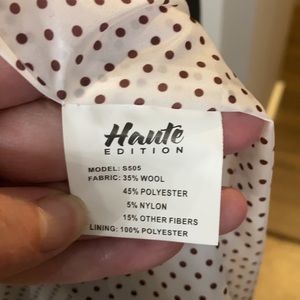 Haute
EDITION
MODEL: S505
FABRIC: 35% WOOL
45% POLYESTER
5% NYLON
15% OTHER FIBERS
LINING: 100% POLYESTER